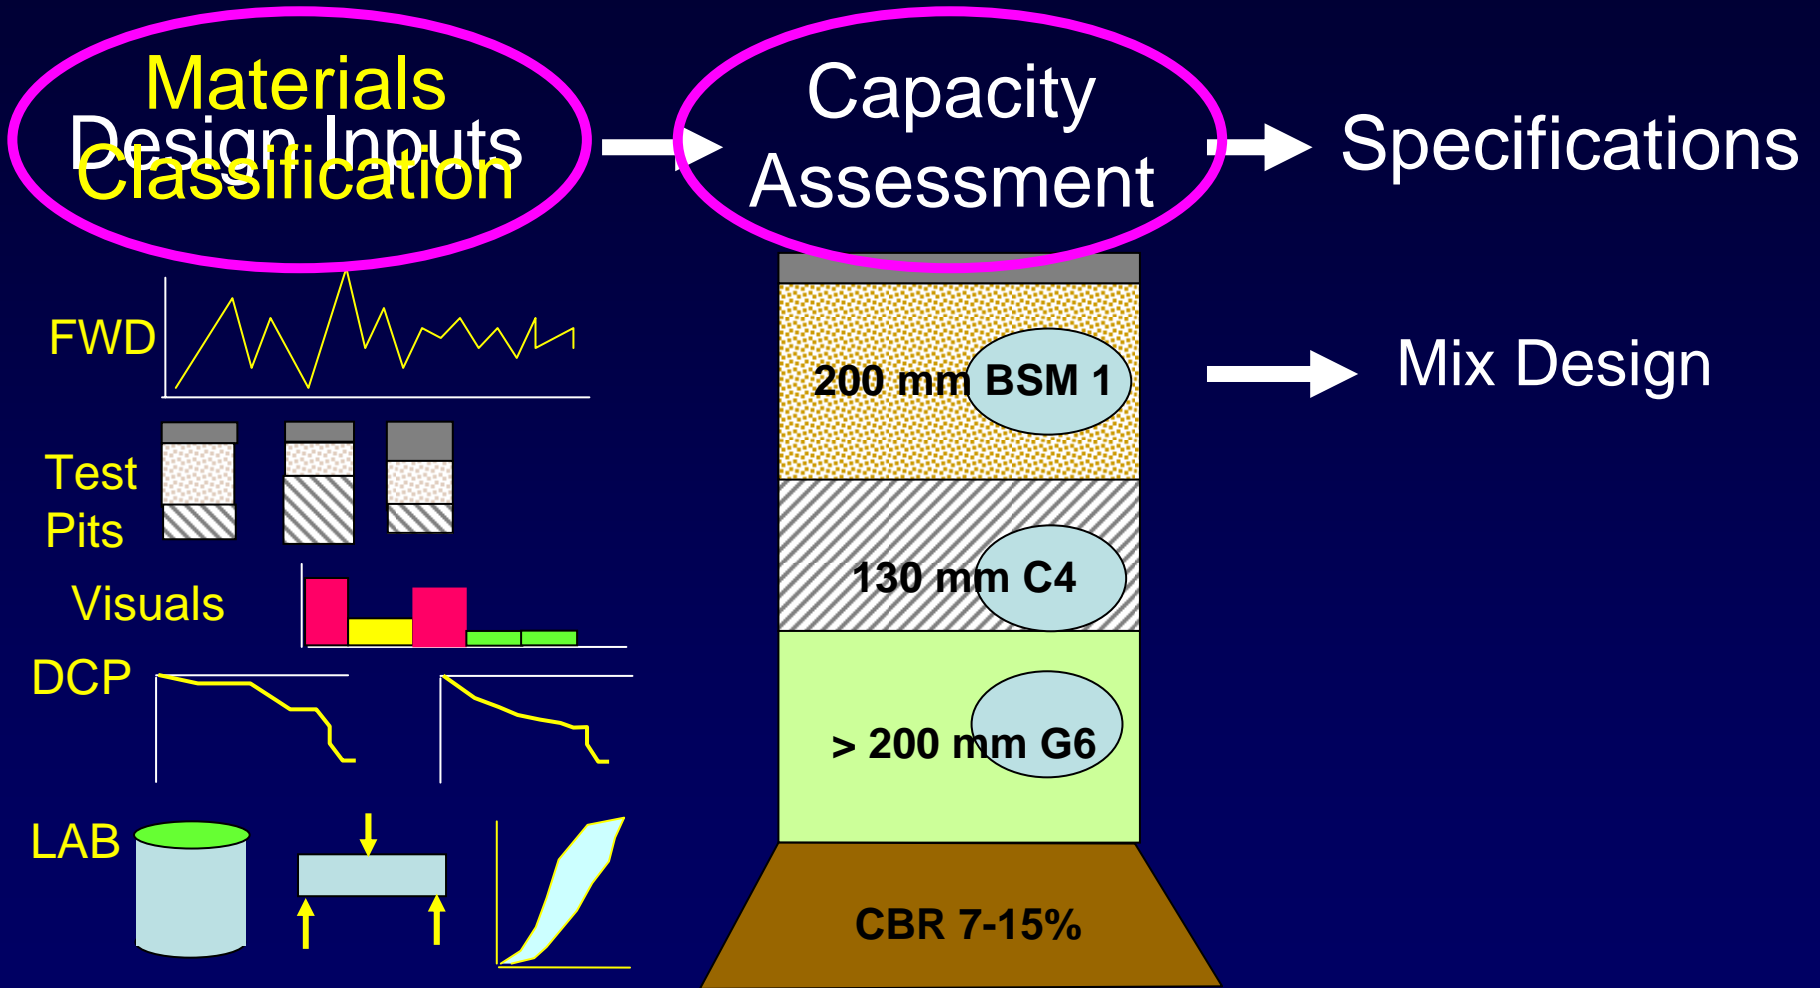 Materials
Design Inputs
Classification
Capacity
Assessment
Specifications
FWD
Test
Pits
Visuals
DCP
LAB
200 mm BSM 1
130 mm C4
> 200 mm G6
CBR 7-15%
Mix Design